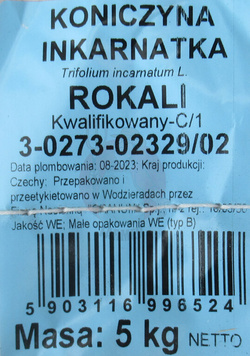 KONICZYNA
INKARNATKA
Trifolium incarnatum L.
ROKALI
Kwalifikowany-C/1
3-0273-02329/02
Data plombowania: 08-2023; Kraj produkcji:
Czechy: Przepakowano i
przeetykietowano w Wodzieradach przez
Jakość WE; Małe opakowania WE (typ B)
5 903116 996524
Masa: 5 kg NETTO